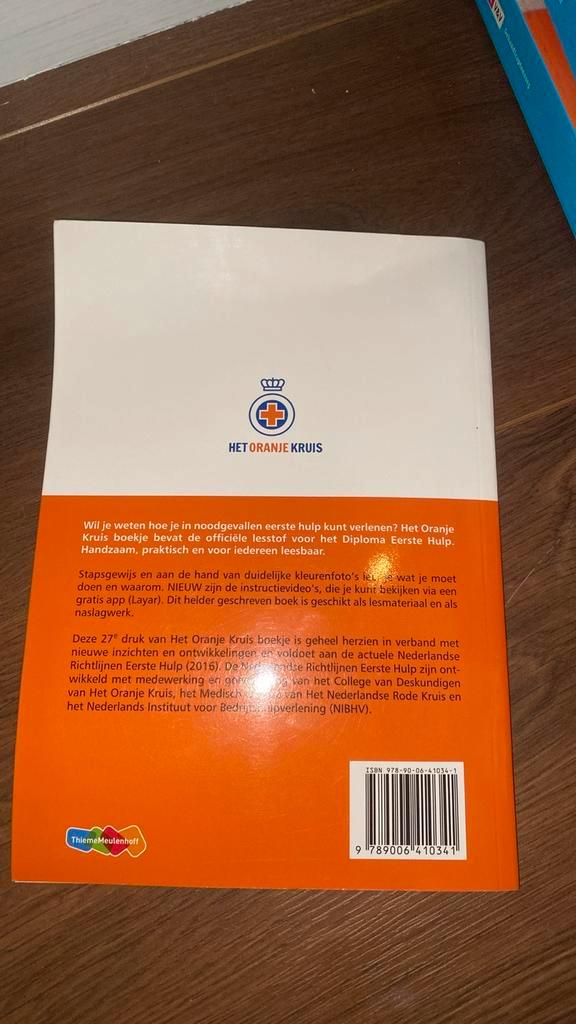 HET ORANJE KRUIS
Wil je weten hoe je in noodgevallen eerste hulp kunt verlenen? Het Oranje
Kruis boekje bevat de officiële lesstof voor het Diploma Eerste Hulp.
Handzaam, praktisch en voor iedereen leesbaar.
Stapsgewijs en aan de hand van duidelijke kleurenfoto's je wat je moet
doen en waarom. NIEUW zijn de instructievideo's, die je kunt bekijken via een
gratis app (Layar). Dit helder geschreven boek is geschikt als lesmateriaal en als
naslagwerk.
Deze 27e druk van Het Oranje Kruis boekje is geheel herzien in verband met
nieuwe inzichten en ontwikkelingen en voldoet aan de actuele Nederlandse
Richtlijnen Eerste Hulp (2016). De Nederlandse Richtlijnen Eerste Hulp zijn ont-
wikkeld met medewerking en van het College van Deskundigen
van Het Oranje Kruis, het Medisch van Het Nederlandse Rode Kruis en
het Nederlands Instituut voor Bedrijfshulpverlening (NIBHV).
ISBN 978-90-06-41034-1
9 789006 410341
ThiemeMeulenhoff